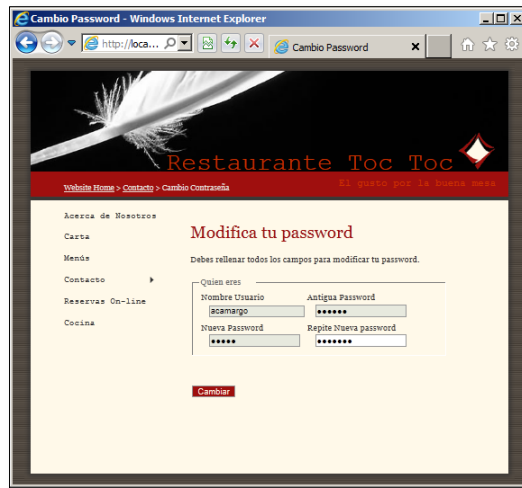 Cambio Password - Windows Internet Explorer
http://loca...
Cambio Password
Restaurante Toc Toc
El gusto por la buena mesa
Website Home > Contacto > Cambio Contraseña
Acerca de Nosotros
Carta
Menús
Contacto
Reservas On-line
Cocina
Modifica tu password
Debes rellenar todos los campos para modificar tu password.
Quien eres
Nombre Usuario Antigua Password
acamargo ••••••
Nueva Password Repite Nueva password
••••• •••••••
Cambiar